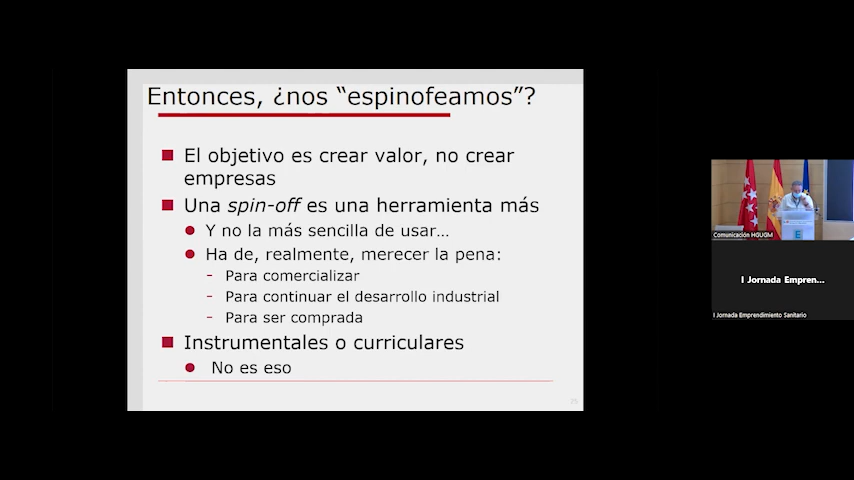 Entonces, ¿nos “espinofeamos”?
■ El objetivo es crear valor, no crear
empresas
■ Una spin-off es una herramienta más
● Y no la más sencilla de usar…
● Ha de, realmente, merecer la pena:
- Para comercializar
- Para continuar el desarrollo industrial
- Para ser comprada
■ Instrumentales o curriculares
● No es eso
Comunicación HGUGM
I Jornada Empren...
I Jornada Emprendimiento Sanitario